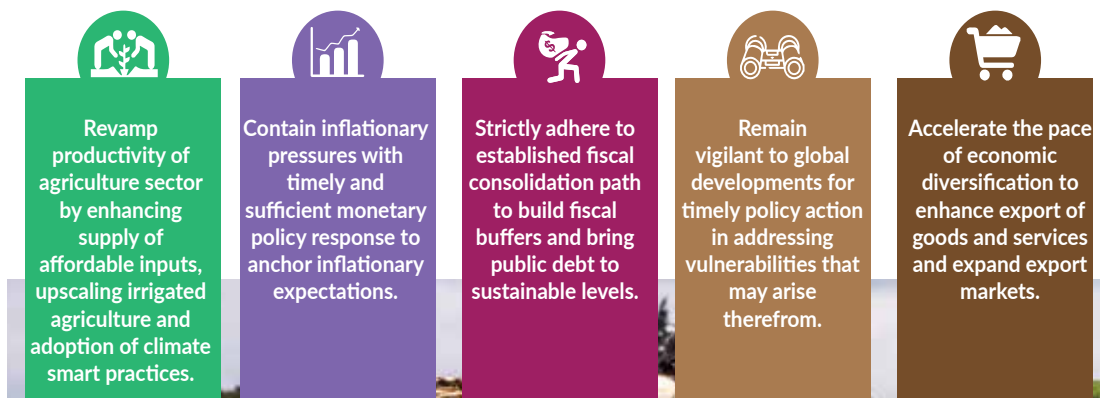 Revamp
productivity of
agriculture sector
by enhancing
supply of
affordable inputs,
upscaling irrigated
agriculture and
adoption of climate
smart practices.
Contain inflationary
pressures with
timely and
sufficient monetary
policy response to
anchor inflationary
expectations.
Strictly adhere to
established fiscal
consolidation path
to build fiscal
buffers and bring
public debt to
sustainable levels.
Remain
vigilant to global
developments for
timely policy action
in addressing
vulnerabilities that
may arise
therefrom.
Accelerate the pace
of economic
diversification to
enhance export of
goods and services
and expand export
markets.